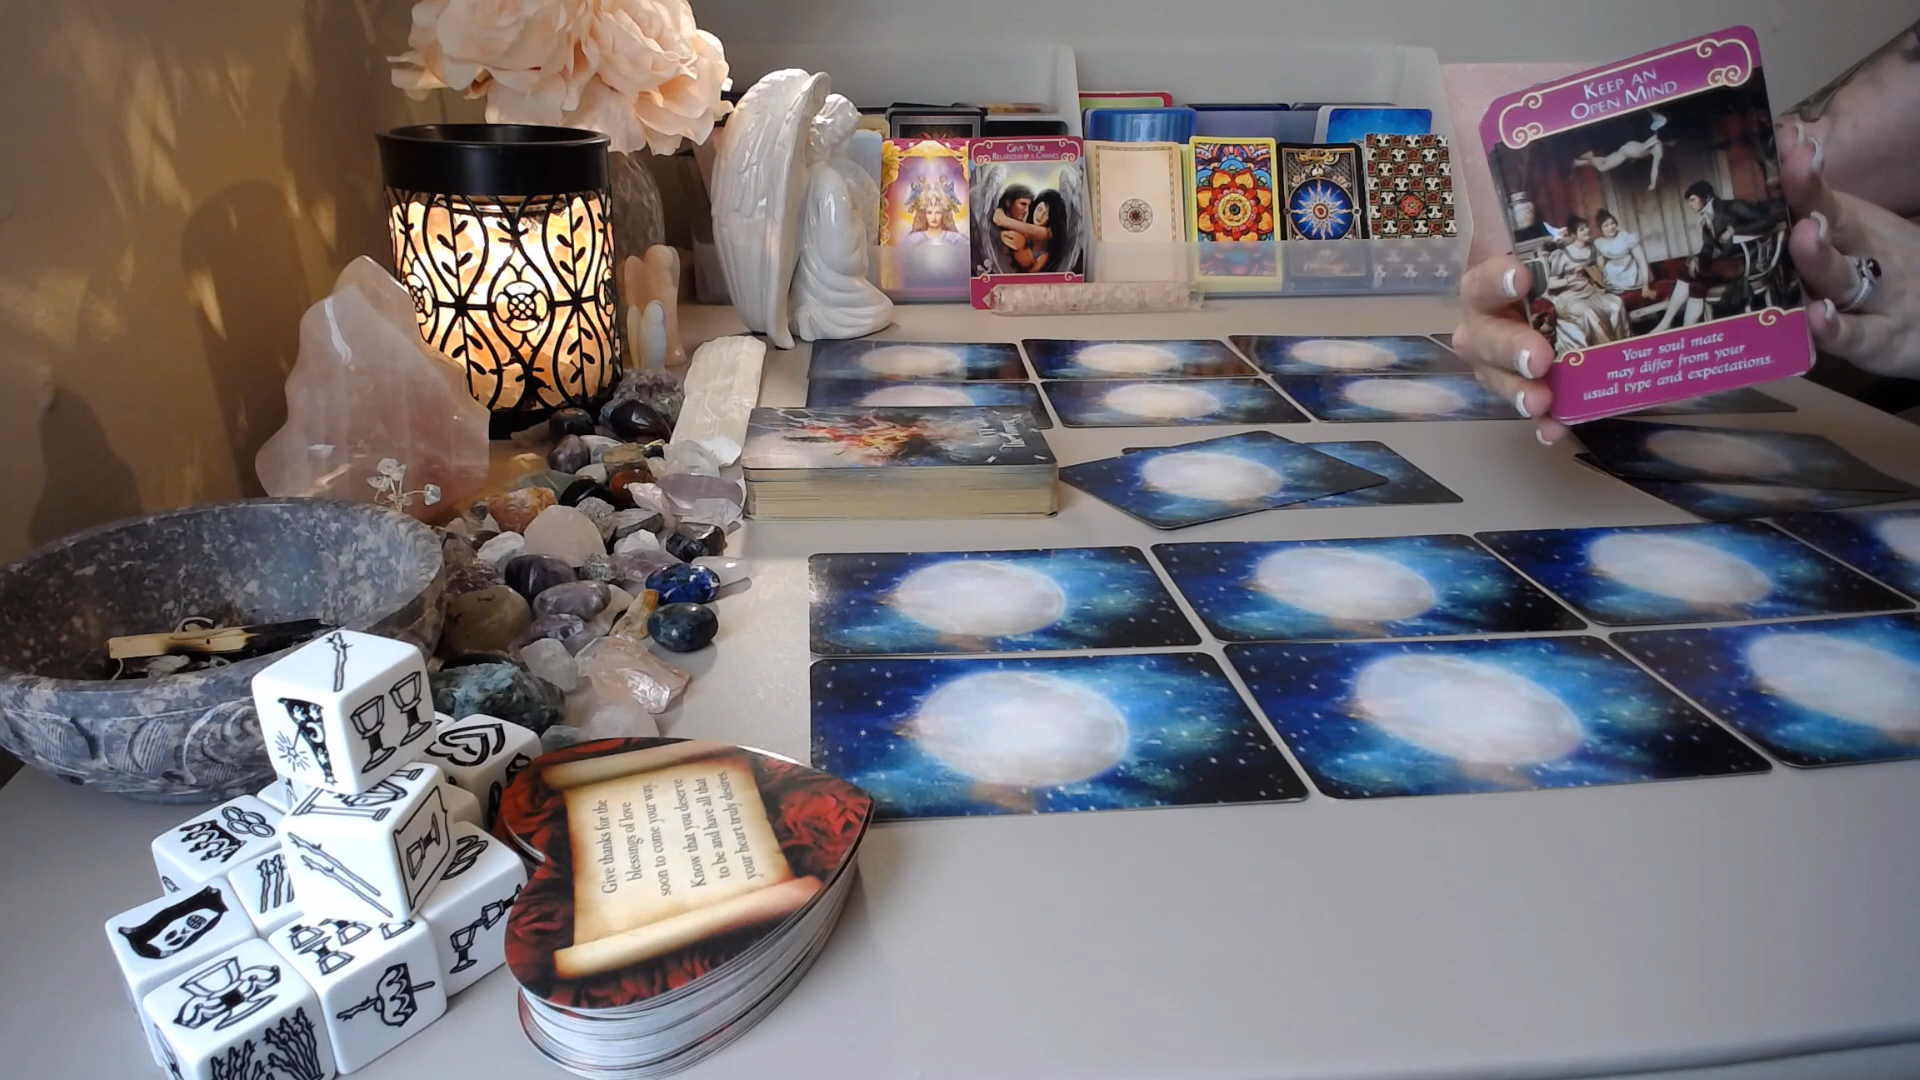 KEEP AN
OPEN MIND
Your soul mate
may differ from your
usual type and expectations.
GIVE YOUR
RELATIONSHIP A CHANCE
Give thanks for the
blessings of love
soon to come your way.
Know that you deserve
to be and have all that
your heart truly desires.